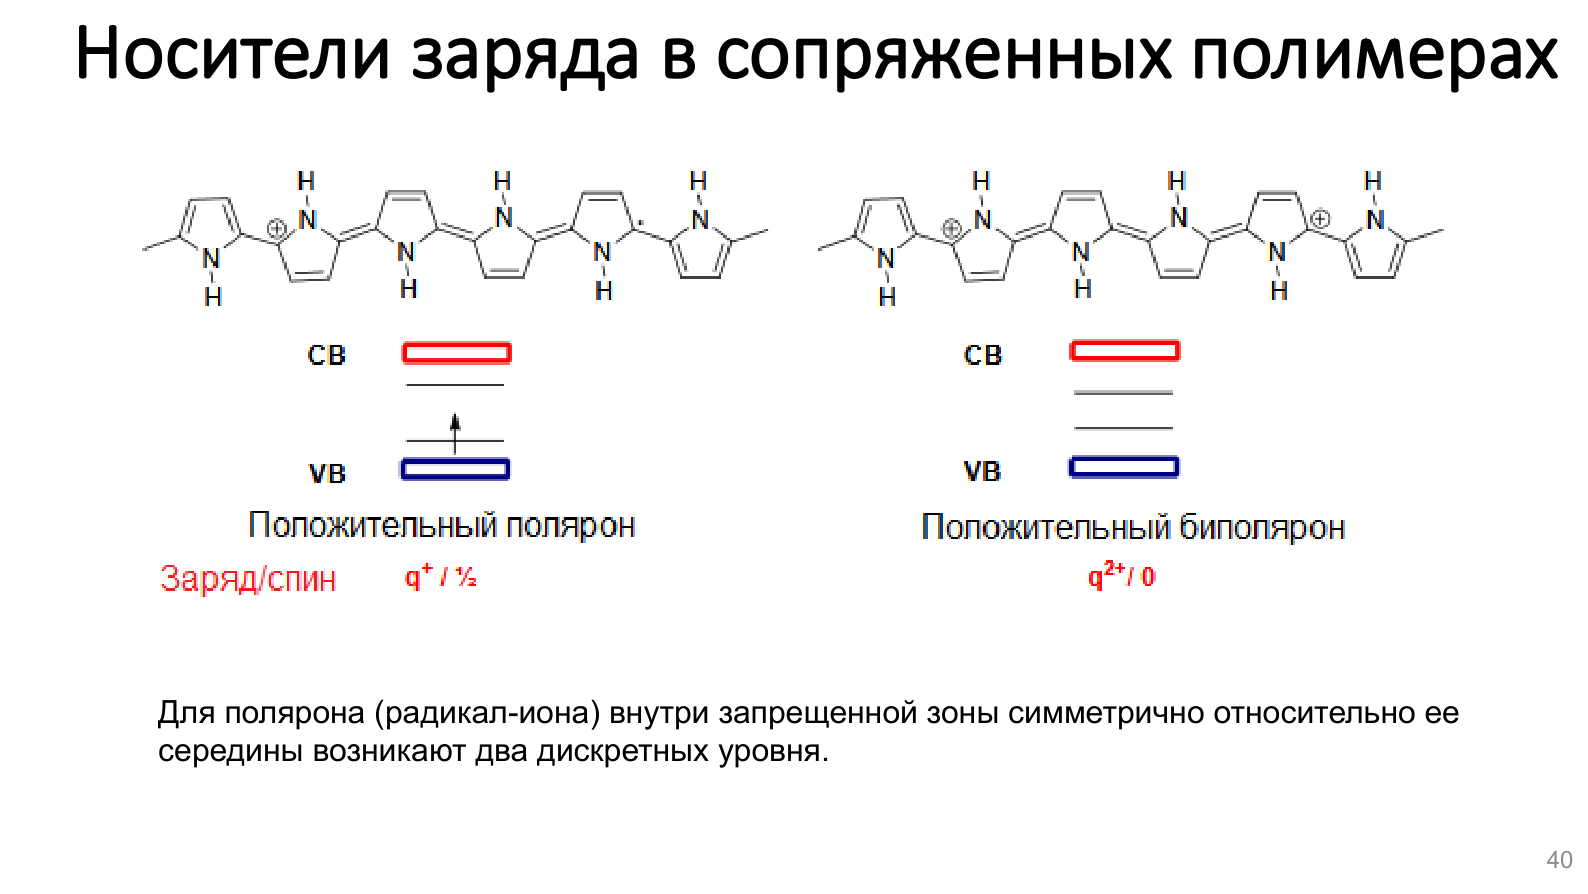 Носители заряда в сопряженных полимерах
H H H H H H
N N N N N N
⊕ · ⊕ ⊕
N N N N N N
H H H H H H
CB CB
VB VB
Положительный полярон Положительный биполярон
Заряд/спин q⁺ / ½ q²⁺/ 0
Для полярона (радикал-иона) внутри запрещенной зоны симметрично относительно ее
середины возникают два дискретных уровня.
40